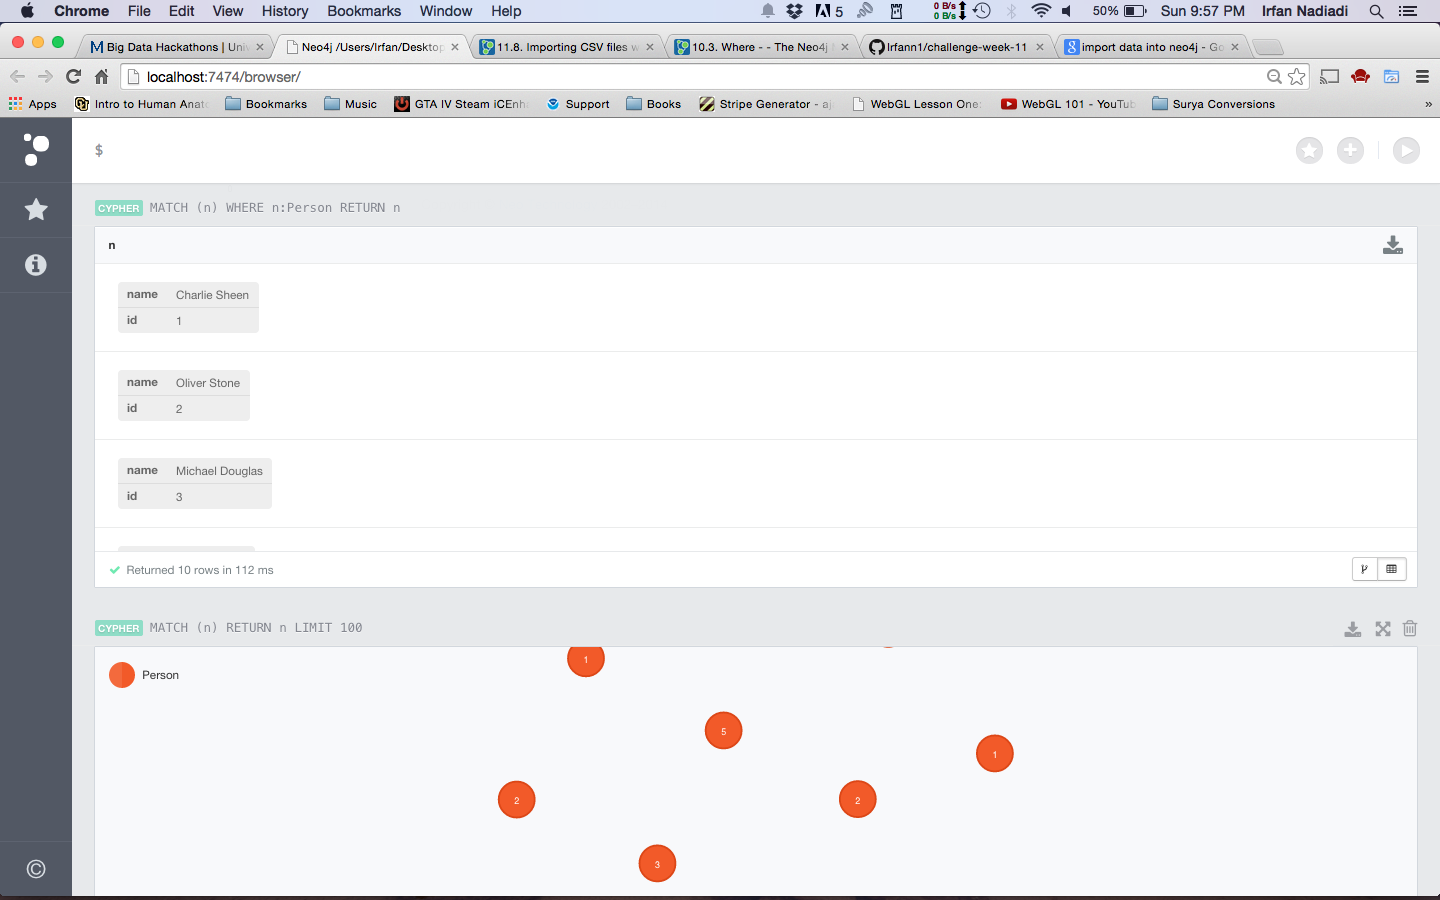 Chrome File Edit View History Bookmarks Window Help 5 0 B/s 0 B/s 50% Sun 9:57 PM Irfan Nadiadi
Big Data Hackathons | Univ Neo4j /Users/Irfan/Desktop 11.8. Importing CSV files w 10.3. Where - - The Neo4j Irfann1/challenge-week-11 import data into neo4j - Go
localhost:7474/browser/
Apps Intro to Human Anato Bookmarks Music GTA IV Steam iCEnh Support Books Stripe Generator - aj WebGL Lesson One: WebGL 101 - YouTub Surya Conversions »
$
CYPHER MATCH (n) WHERE n:Person RETURN n
n
name Charlie Sheen
id 1
name Oliver Stone
id 2
name Michael Douglas
id 3
Returned 10 rows in 112 ms
CYPHER MATCH (n) RETURN n LIMIT 100
Person
1
5
1
2
2
3
©